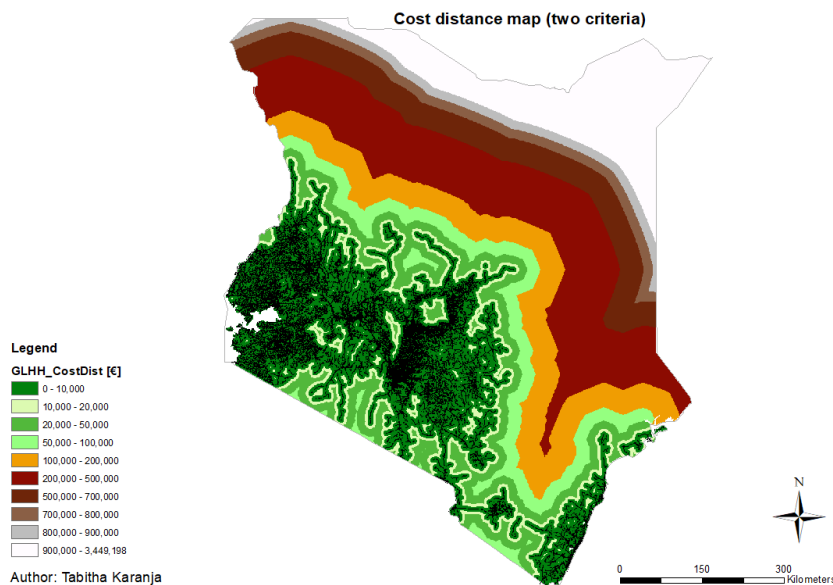 Cost distance map (two criteria)
Legend
GLHH_CostDist [€]
0 - 10,000
10,000 - 20,000
20,000 - 50,000
50,000 - 100,000
100,000 - 200,000
200,000 - 500,000
500,000 - 700,000
700,000 - 800,000
800,000 - 900,000
900,000 - 3,449,198
Author: Tabitha Karanja
N
0 150 300
Kilometers